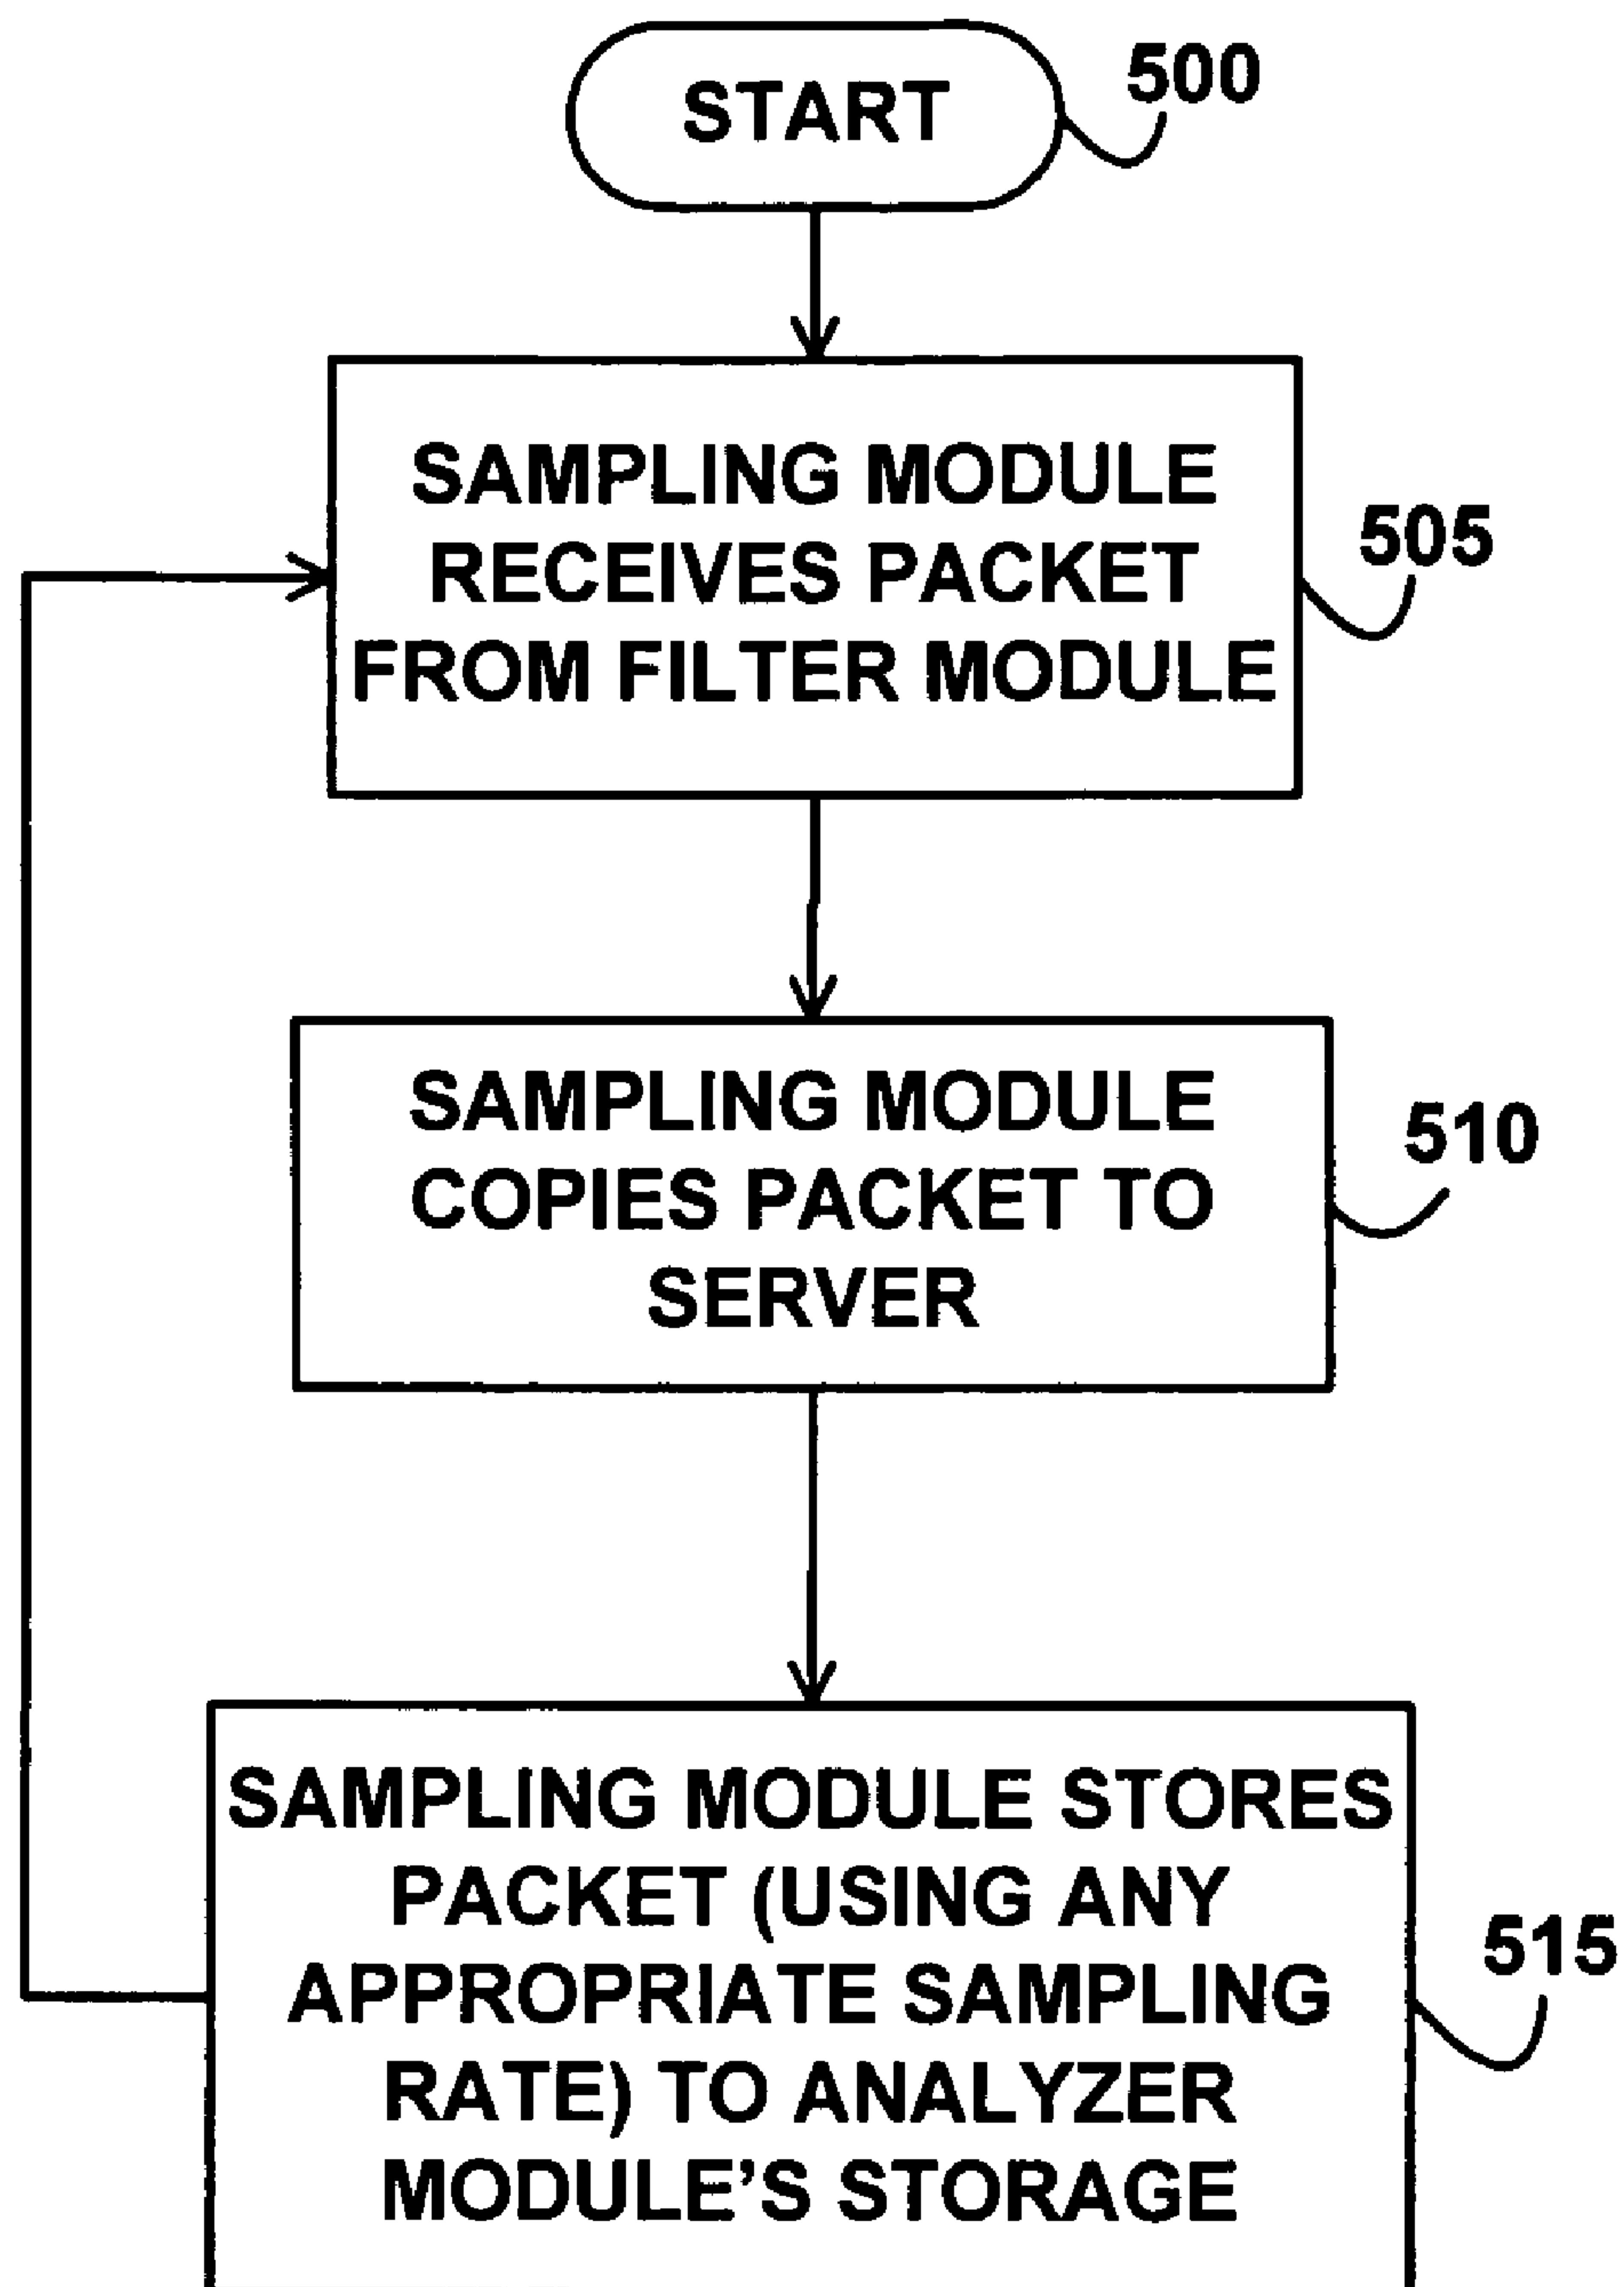 START
500
SAMPLING MODULE
RECEIVES PACKET
FROM FILTER MODULE
505
SAMPLING MODULE
COPIES PACKET TO
SERVER
510
SAMPLING MODULE STORES
PACKET (USING ANY
APPROPRIATE SAMPLING
RATE) TO ANALYZER
MODULE'S STORAGE
515